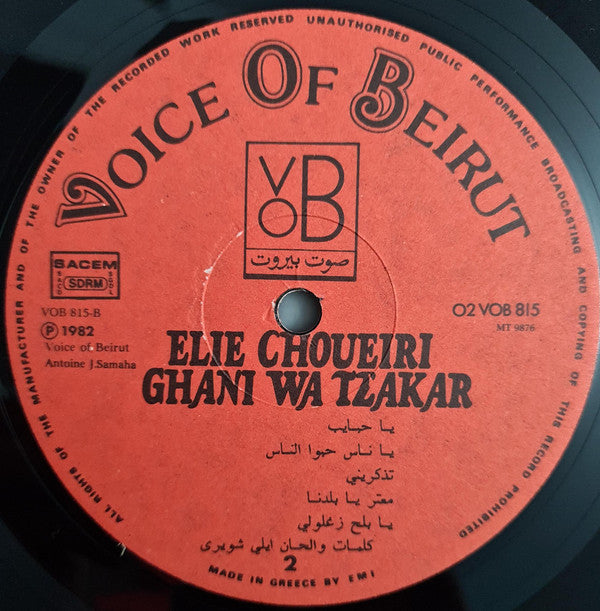 ALL RIGHTS OF THE MANUFACTURER AND OF THE OWNER OF THE RECORDED WORK RESERVED UNAUTHORISED PUBLIC PERFORMANCE BROADCASTING AND COPYING OF THIS RECORD PROHIBITED
VOICE OF BEIRUT
VOB
صوت بيروت
SACEM
SACD SDRM SGDL
VOB 815-B
℗ 1982
Voice of Beirut
Antoine J.Samaha
O2 VOB 815
MT 9876
ELIE CHOUEIRI
GHANI WA TZAKAR
يا حبايب
يا ناس حبوا الناس
تذكريني
معتر يا بلدنا
يا بلح زغلولي
كلمات والحان ايلي شويري
2
MADE IN GREECE BY EMI